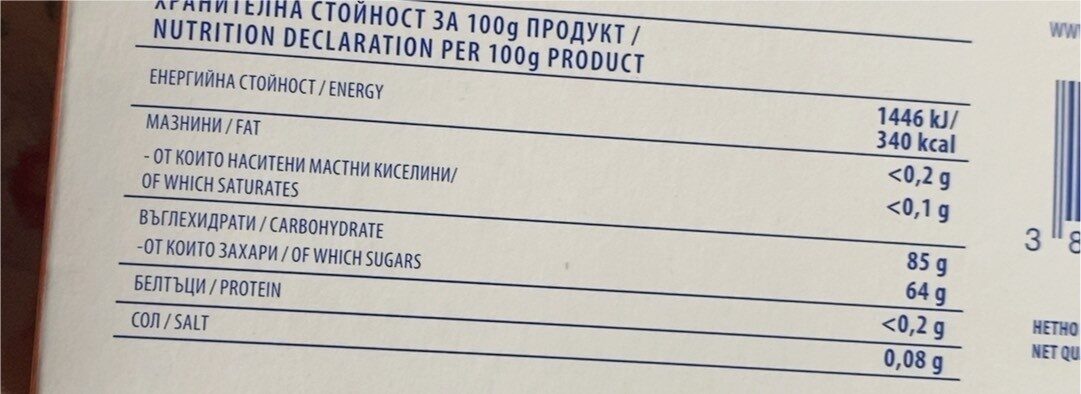 ХРАНИТЕЛНА СТОЙНОСТ ЗА 100g ПРОДУКТ /
NUTRITION DECLARATION PER 100g PRODUCT
ЕНЕРГИЙНА СТОЙНОСТ / ENERGY
1446 kJ/
340 kcal
МАЗНИНИ / FAT
<0,2 g
- ОТ КОИТО НАСИТЕНИ МАСТНИ КИСЕЛИНИ/
OF WHICH SATURATES
<0,1 g
ВЪГЛЕХИДРАТИ / CARBOHYDRATE
85 g
-ОТ КОИТО ЗАХАРИ / OF WHICH SUGARS
64 g
БЕЛТЪЦИ / PROTEIN
<0,2 g
СОЛ / SALT
0,08 g
3 8
НЕТНО
NET QU